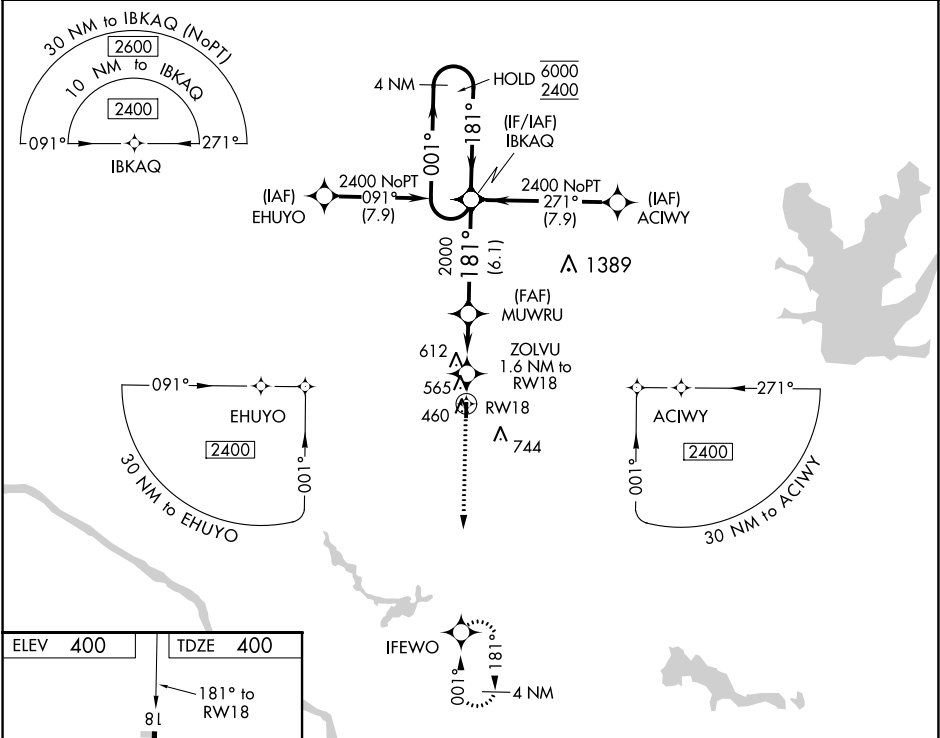 30 NM to IBKAQ (NoPT)
2600
10 NM to IBKAQ
2400
091°
271°
IBKAQ
4 NM
HOLD
6000
2400
001°
181°
(IF/IAF)
IBKAQ
(IAF)
EHUYO
2400 NoPT
091°
(7.9)
2400 NoPT
271°
(7.9)
(IAF)
ACIWY
2000
181°
(6.1)
1389
(FAF)
MUWRU
612
ZOLVU
1.6 NM to
RW18
565
460
RW18
744
091°
EHUYO
2400
001°
30 NM to EHUYO
271°
ACIWY
2400
001°
30 NM to ACIWY
IFEWO
001°
181°
4 NM
ELEV 400
TDZE 400
181° to
RW18
18